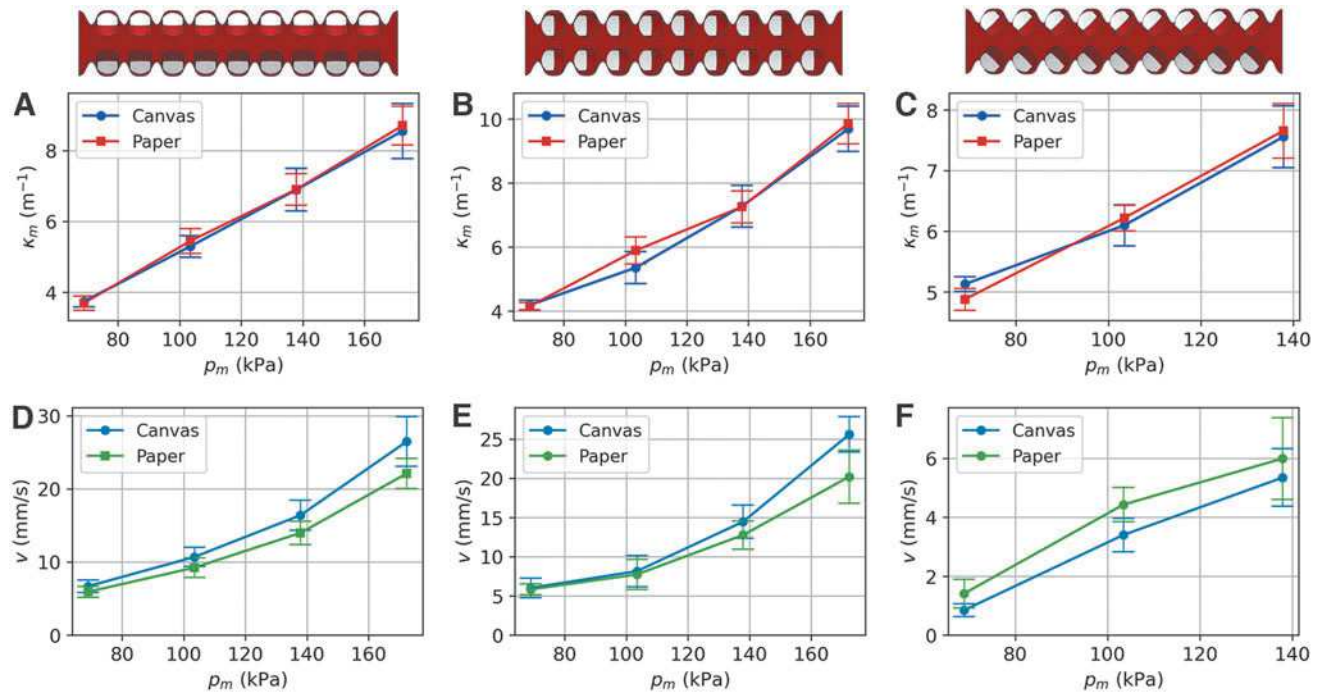 A
Canvas
Paper
8
6
4
κm (m⁻¹)
80 100 120 140 160
pm (kPa)
B
Canvas
Paper
10
8
6
4
κm (m⁻¹)
80 100 120 140 160
pm (kPa)
C
Canvas
Paper
8
7
6
5
κm (m⁻¹)
80 100 120 140
pm (kPa)
D
Canvas
Paper
30
20
10
0
v (mm/s)
80 100 120 140 160
pm (kPa)
E
Canvas
Paper
25
20
15
10
5
0
v (mm/s)
80 100 120 140 160
pm (kPa)
F
Canvas
Paper
6
4
2
0
v (mm/s)
80 100 120 140
pm (kPa)